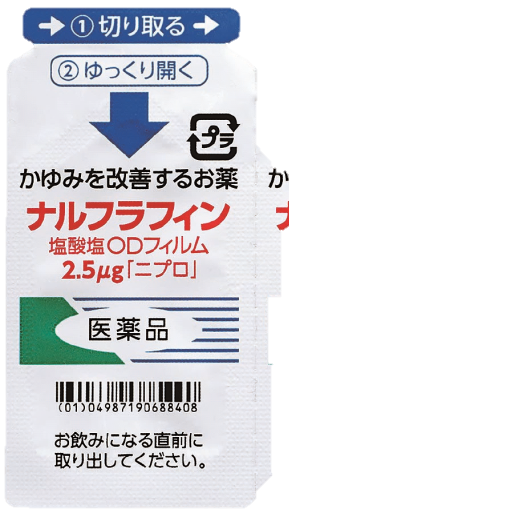 →①切り取る→
②ゆっくり開く
プラ
かゆみを改善するお薬
ナルフラフィン
塩酸塩ODフィルム
2.5μg「ニプロ」
医薬品
(01)04987190688408
お飲みになる直前に
取り出してください。
か